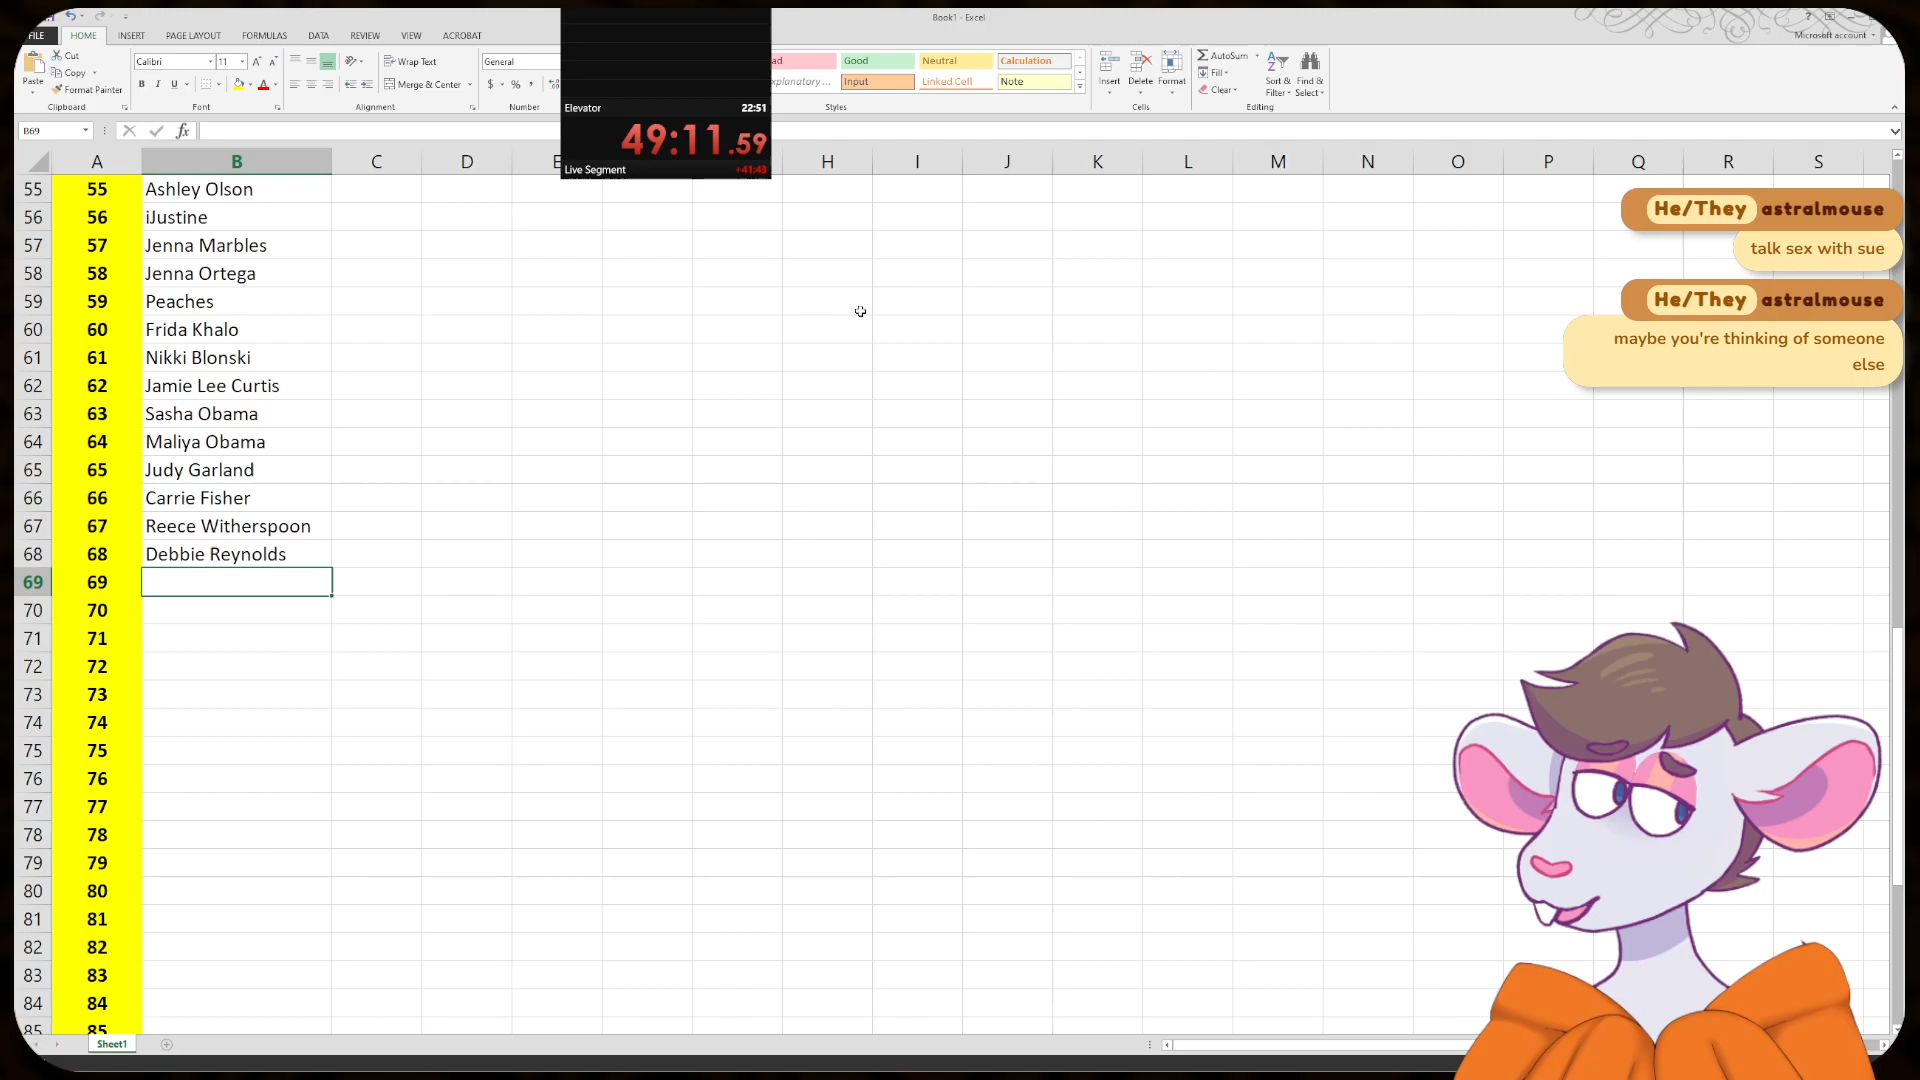 Book1 - Excel
FILE HOME INSERT PAGE LAYOUT FORMULAS DATA REVIEW VIEW ACROBAT
Microsoft account
Paste
Cut
Copy
Format Painter
Clipboard
Calibri 11
B I U
Font
Wrap Text
Merge & Center
Alignment
General
$ % ,
Number
Good
Neutral
Calculation
Input
Linked Cell
Note
Styles
Insert
Delete
Format
Cells
AutoSum
Fill
Clear
Sort & Filter
Find & Select
Editing
Elevator 22:51
49:11.59
Live Segment +41:43
B69
fx
A B C D E H I J K L M N O P Q R S
55 55 Ashley Olson
56 56 iJustine
57 57 Jenna Marbles
58 58 Jenna Ortega
59 59 Peaches
60 60 Frida Khalo
61 61 Nikki Blonski
62 62 Jamie Lee Curtis
63 63 Sasha Obama
64 64 Maliya Obama
65 65 Judy Garland
66 66 Carrie Fisher
67 67 Reece Witherspoon
68 68 Debbie Reynolds
69 69
70 70
71 71
72 72
73 73
74 74
75 75
76 76
77 77
78 78
79 79
80 80
81 81
82 82
83 83
84 84
85 85
Sheet1
He/They astralmouse
talk sex with sue
He/They astralmouse
maybe you're thinking of someone
else